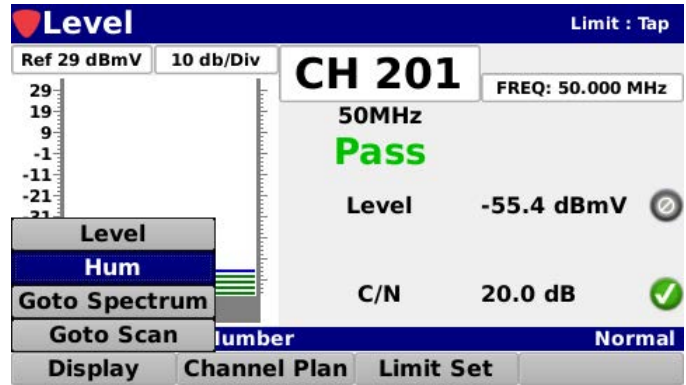 Level
Limit : Tap
Ref 29 dBmV
10 db/Div
CH 201
FREQ: 50.000 MHz
29
19
9
-1
-11
-21
-31
50MHz
Pass
Level -55.4 dBmV
C/N 20.0 dB
Level
Hum
Goto Spectrum
Goto Scan
Number
Normal
Display
Channel Plan
Limit Set